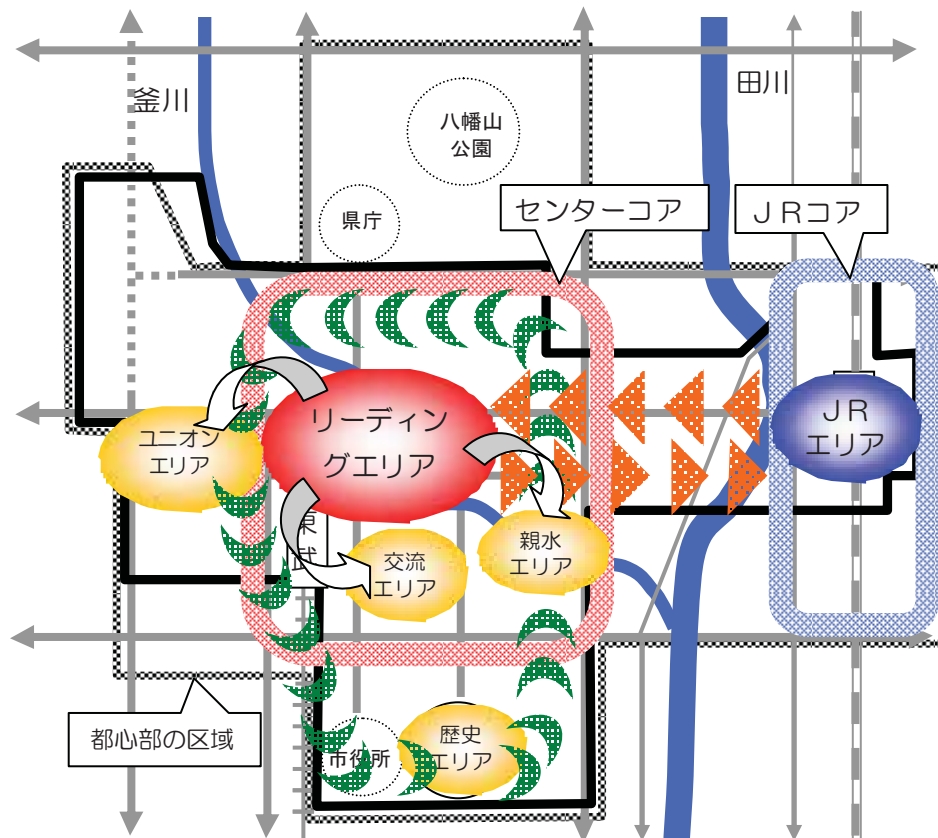 釜川
田川
八幡山
公園
県庁
センターコア
ＪＲコア
リーディン
グエリア
ユニオン
エリア
ＪＲ
エリア
東武
交流
エリア
親水
エリア
都心部の区域
市役所
歴史
エリア